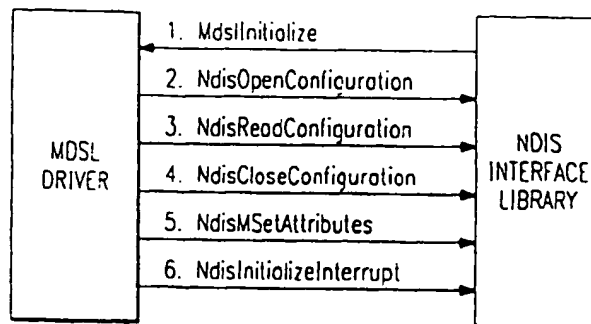 1. MdslInitialize
2. NdisOpenConfiguration
3. NdisReadConfiguration
4. NdisCloseConfiguration
5. NdisMSetAttributes
6. NdisInitializeInterrupt
MDSL
DRIVER
NDIS
INTERFACE
LIBRARY